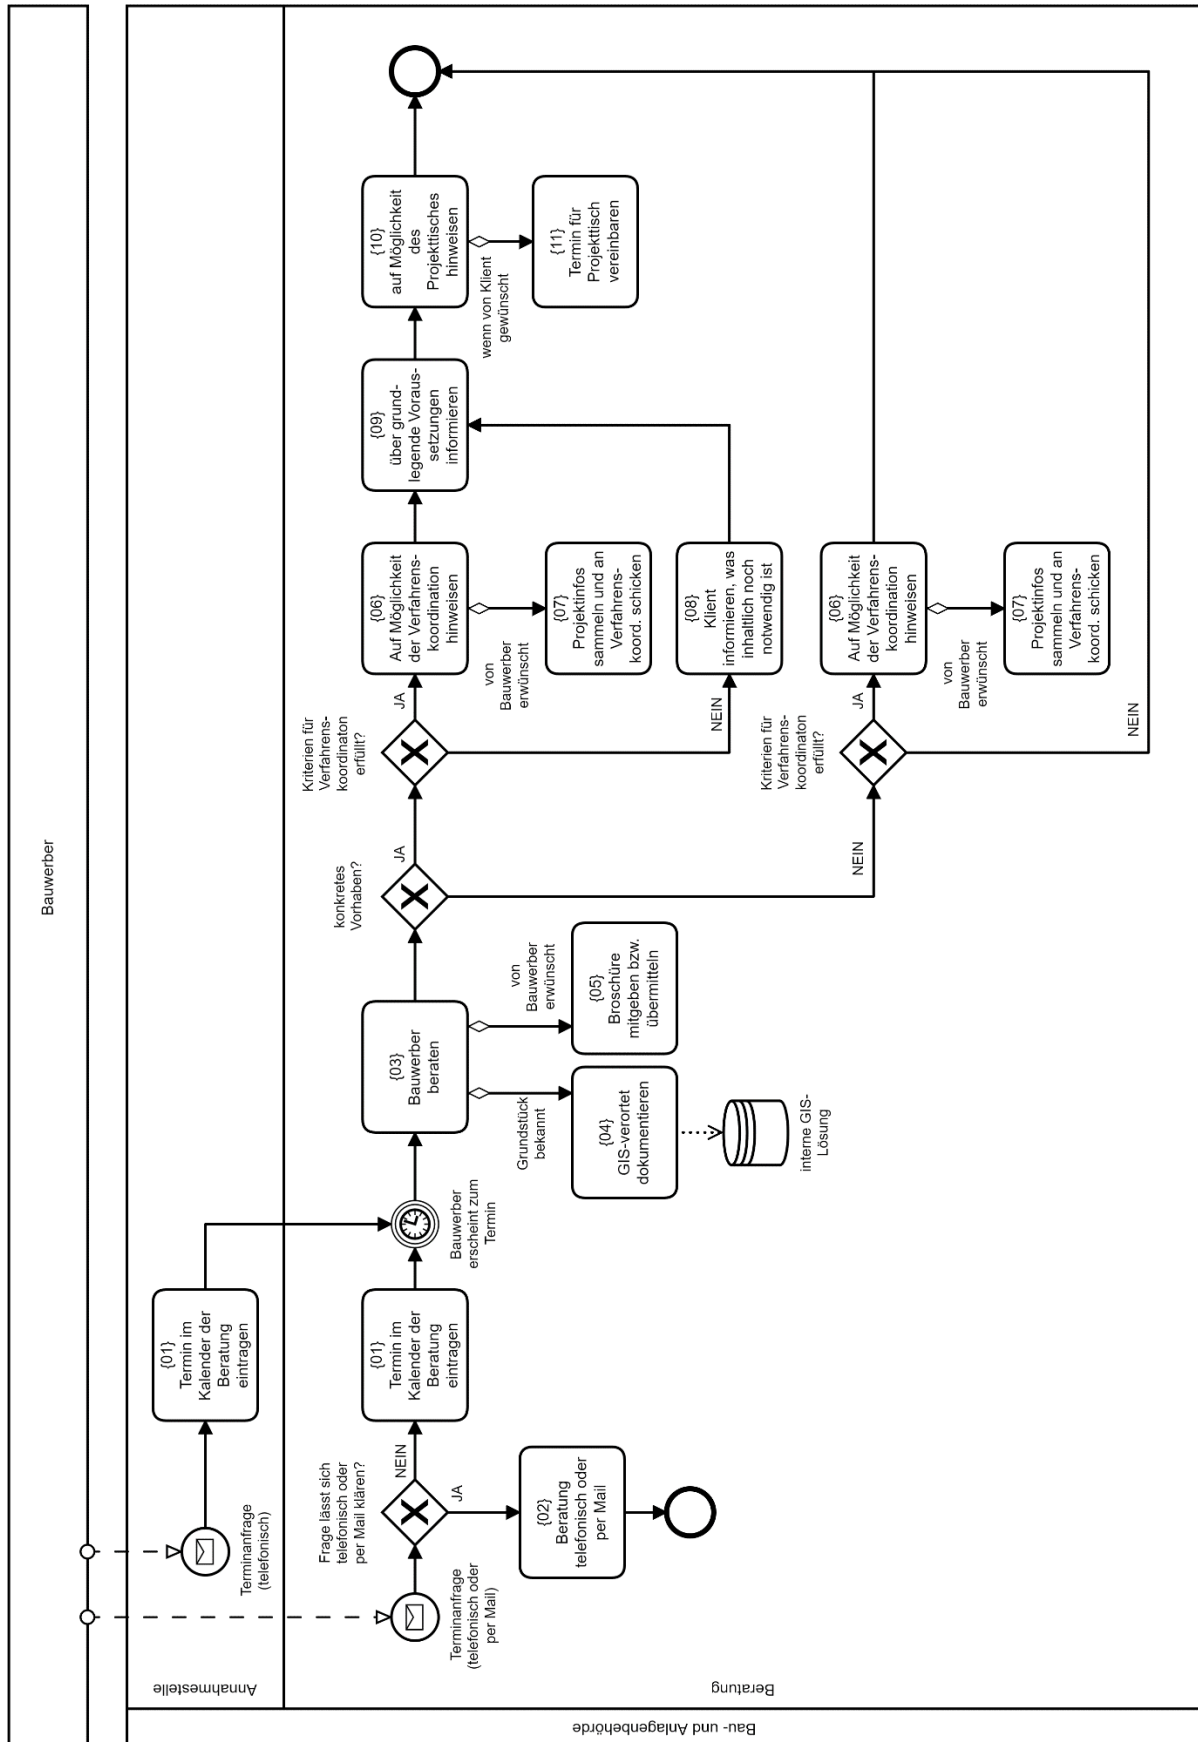 Bauwerber
Bau- und Anlagenbehörde
Annahmestelle
Beratung
Terminanfrage
(telefonisch)
{01}
Termin im
Kalender der
Beratung
eintragen
Terminanfrage
(telefonisch oder
per Mail)
Frage lässt sich
telefonisch oder
per Mail klären?
NEIN
JA
{02}
Beratung
telefonisch oder
per Mail
{01}
Termin im
Kalender der
Beratung
eintragen
Bauwerber
erscheint zum
Termin
{03}
Bauwerber
beraten
Grundstück
bekannt
{04}
GIS-verortet
dokumentieren
interne GIS-
Lösung
von
Bauwerber
erwünscht
{05}
Broschüre
mitgeben bzw.
übermitteln
konkretes
Vorhaben?
JA
NEIN
Kriterien für
Verfahrens-
koordinaton
erfüllt?
JA
NEIN
{06}
Auf Möglichkeit
der Verfahrens-
koordination
hinweisen
von
Bauwerber
erwünscht
{07}
Projektinfos
sammeln und an
Verfahrens-
koord. schicken
{08}
Klient
informieren, was
inhaltlich noch
notwendig ist
{09}
über grund-
legende Voraus-
setzungen
informieren
{10}
auf Möglichkeit
des
Projekttisches
hinweisen
wenn von Klient
gewünscht
{11}
Termin für
Projekttisch
vereinbaren
Kriterien für
Verfahrens-
koordinaton
erfüllt?
JA
NEIN
{06}
Auf Möglichkeit
der Verfahrens-
koordination
hinweisen
von
Bauwerber
erwünscht
{07}
Projektinfos
sammeln und an
Verfahrens-
koord. schicken